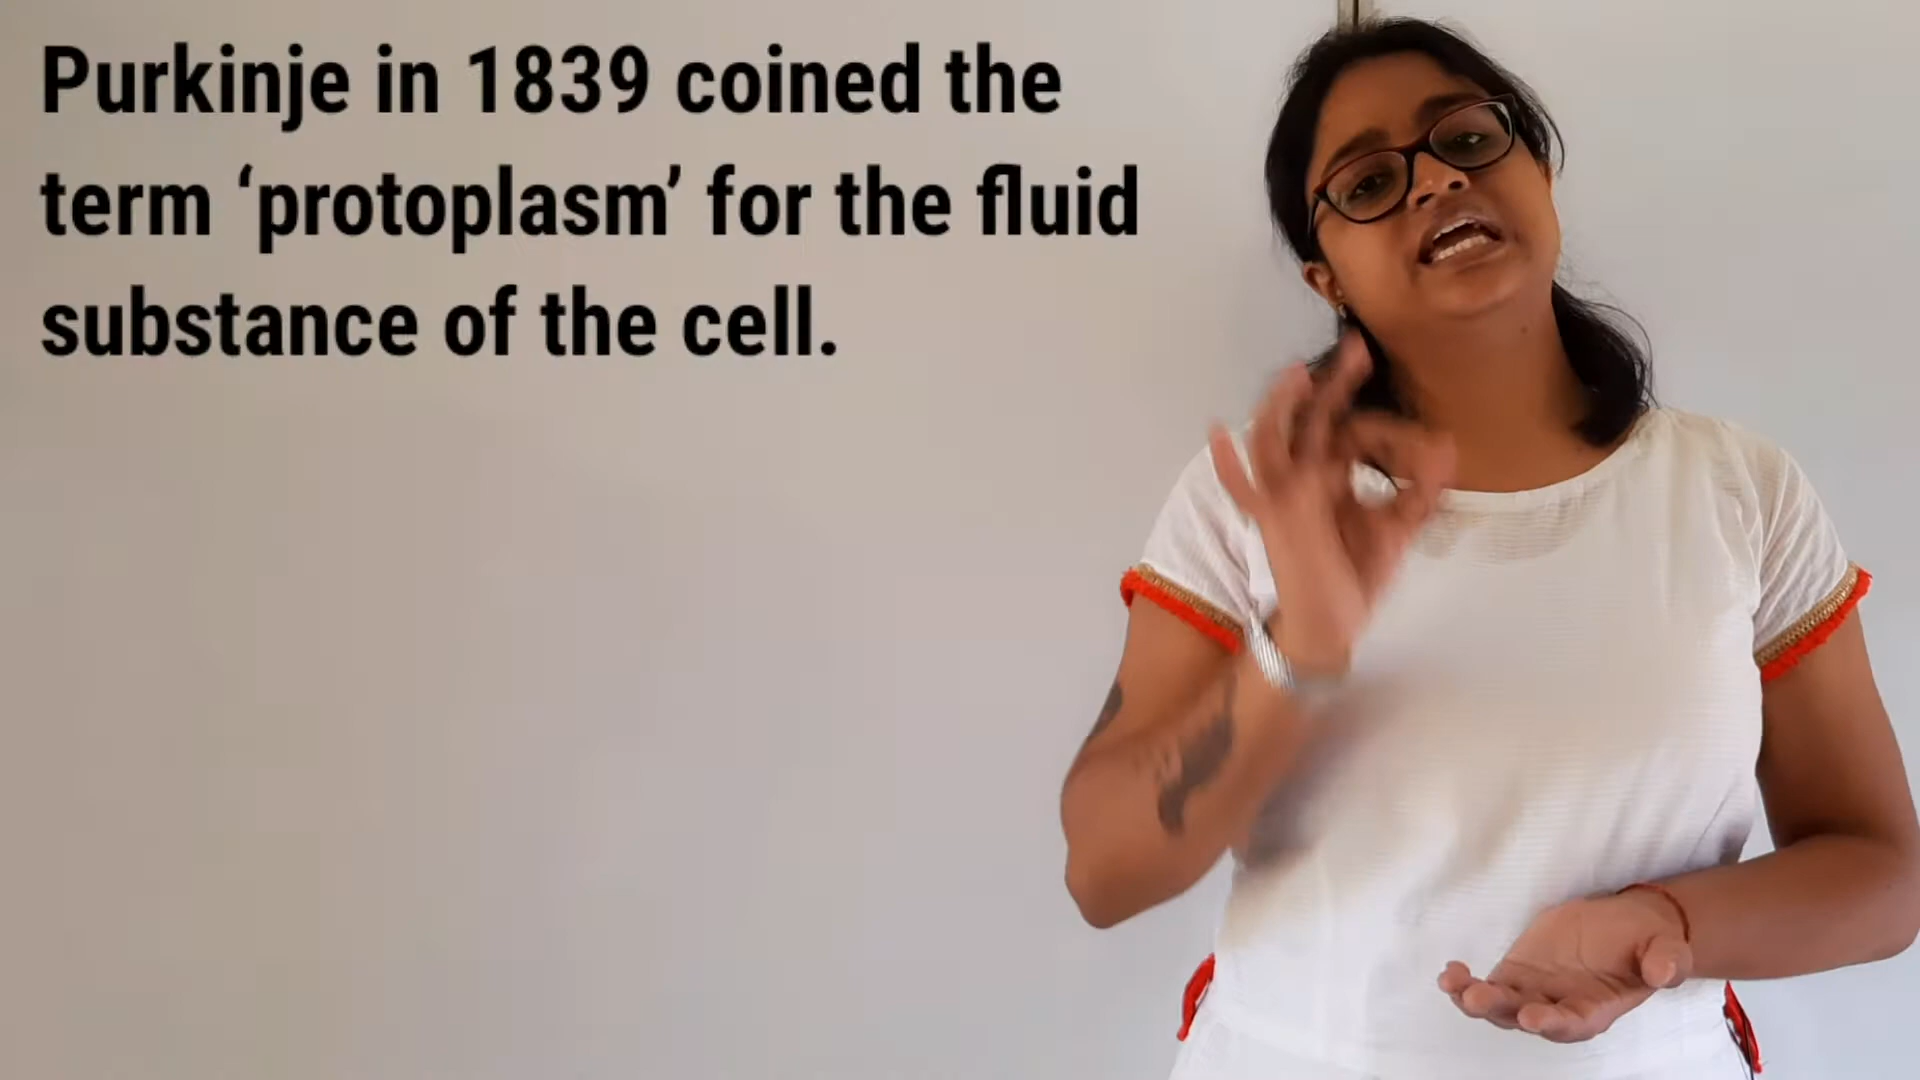 Purkinje in 1839 coined the
term ‘protoplasm’ for the fluid
substance of the cell.